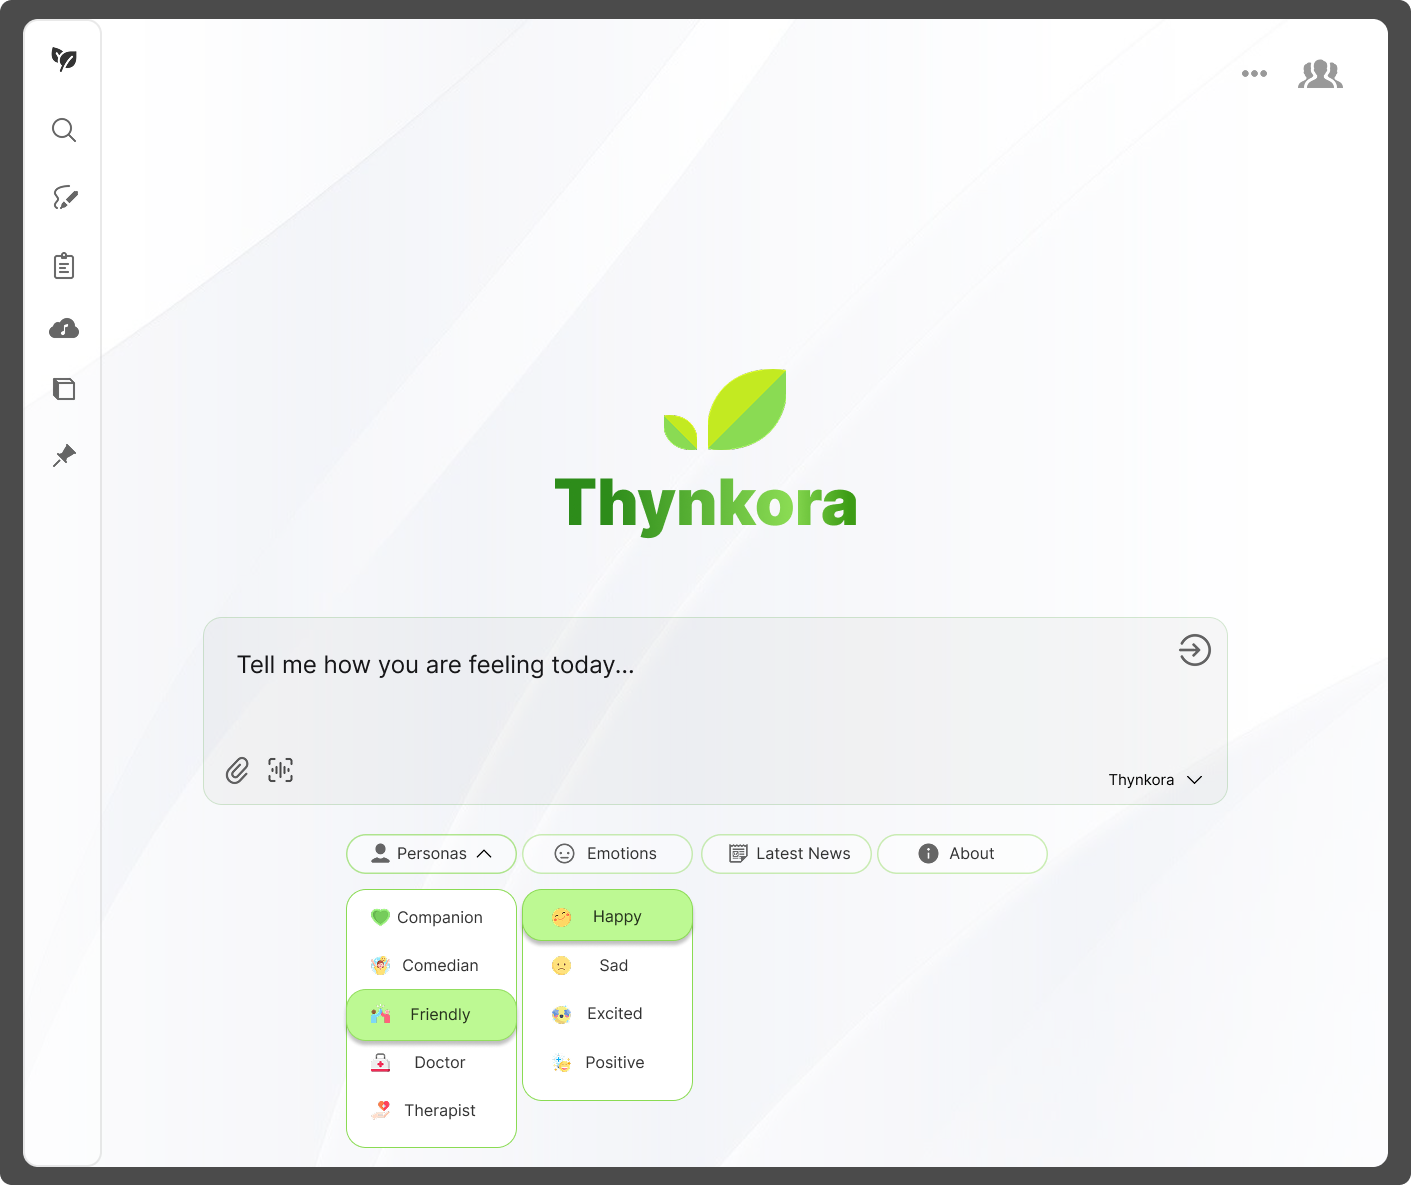 Thynkora
Tell me how you are feeling today...
Thynkora
Personas
Emotions
Latest News
About
Companion
Comedian
Friendly
Doctor
Therapist
Happy
Sad
Excited
Positive